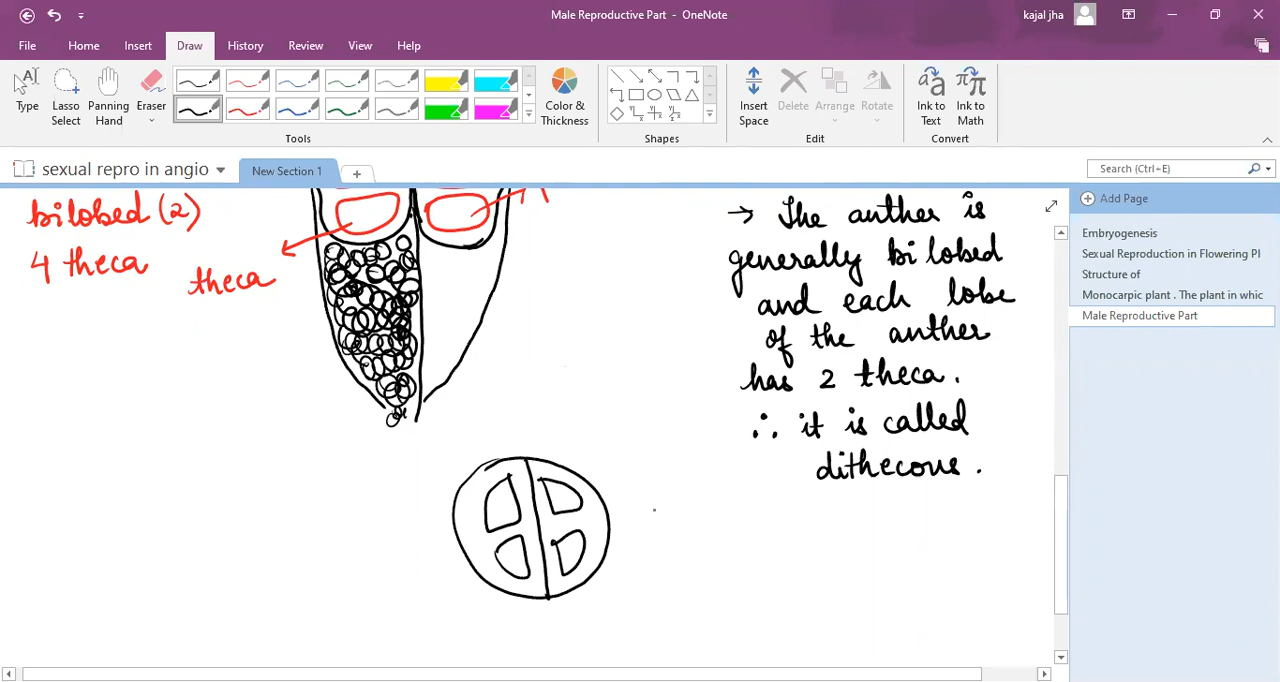 Male Reproductive Part - OneNote
kajal jha
File Home Insert Draw History Review View Help
Type
Lasso Select
Panning Hand
Eraser
Color & Thickness
Insert Space
Delete
Arrange
Rotate
Ink to Text
Ink to Math
Tools
Shapes
Edit
Convert
sexual repro in angio
New Section 1
Search (Ctrl+E)
Add Page
Embryogenesis
Sexual Reproduction in Flowering Pl
Structure of
Monocarpic plant . The plant in whic
Male Reproductive Part
bilobed (2)
4 theca
theca
→ The anther is
generally bilobed
and each lobe
of the anther
has 2 theca.
∴ it is called
dithecous.